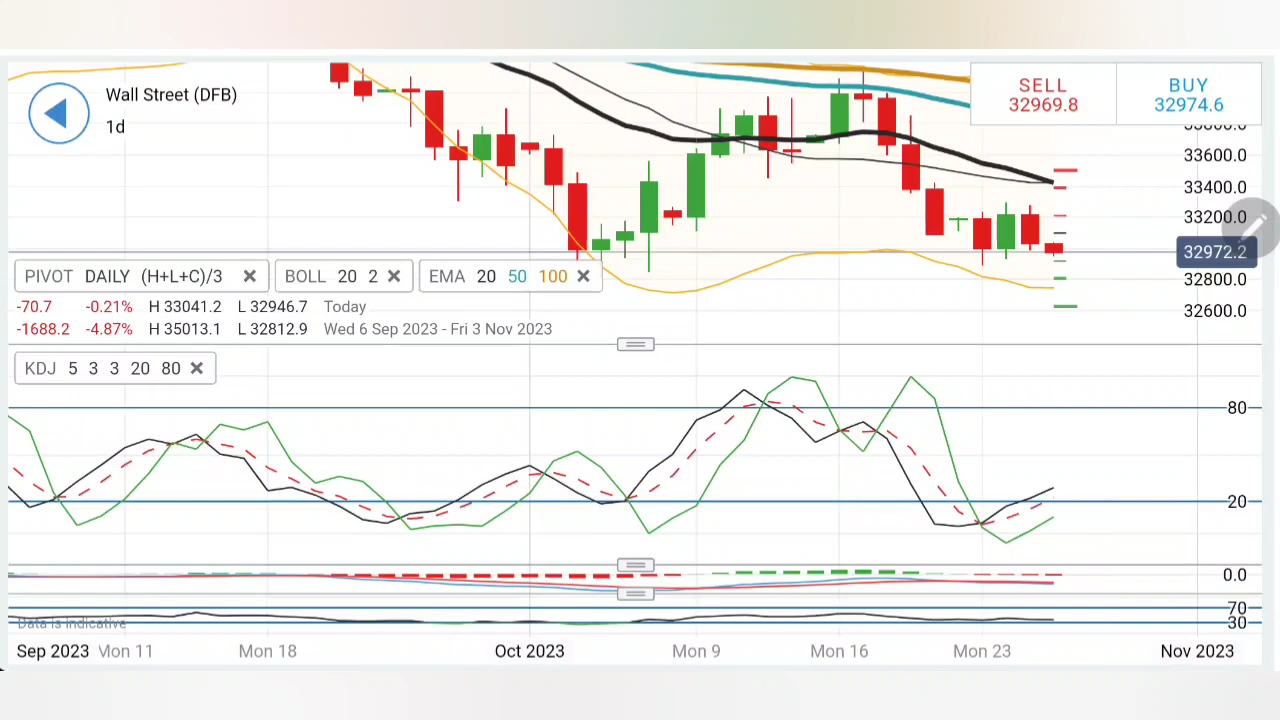 Wall Street (DFB)
1d
SELL
32969.8
BUY
32974.6
33800.0
33600.0
33400.0
33200.0
32972.2
32800.0
32600.0
PIVOT DAILY (H+L+C)/3 ×
BOLL 20 2 ×
EMA 20 50 100 ×
-70.7 -0.21% H 33041.2 L 32946.7 Today
-1688.2 -4.87% H 35013.1 L 32812.9 Wed 6 Sep 2023 - Fri 3 Nov 2023
KDJ 5 3 3 20 80 ×
80
20
0.0
70
30
Data is indicative
Sep 2023 Mon 11 Mon 18 Oct 2023 Mon 9 Mon 16 Mon 23 Nov 2023